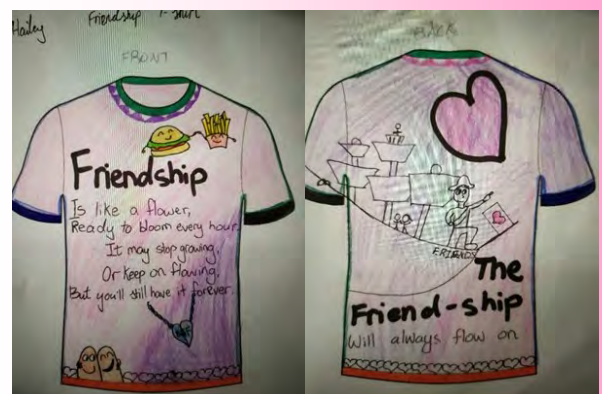 Hailey Friendship T-shirt
FRONT
Friendship
Is like a flower,
Ready to bloom every hour.
It may stop growing,
Or keep on flowing,
But you'll still have it forever.
BACK
FRIENDS
The
Friend-ship
Will always flow on